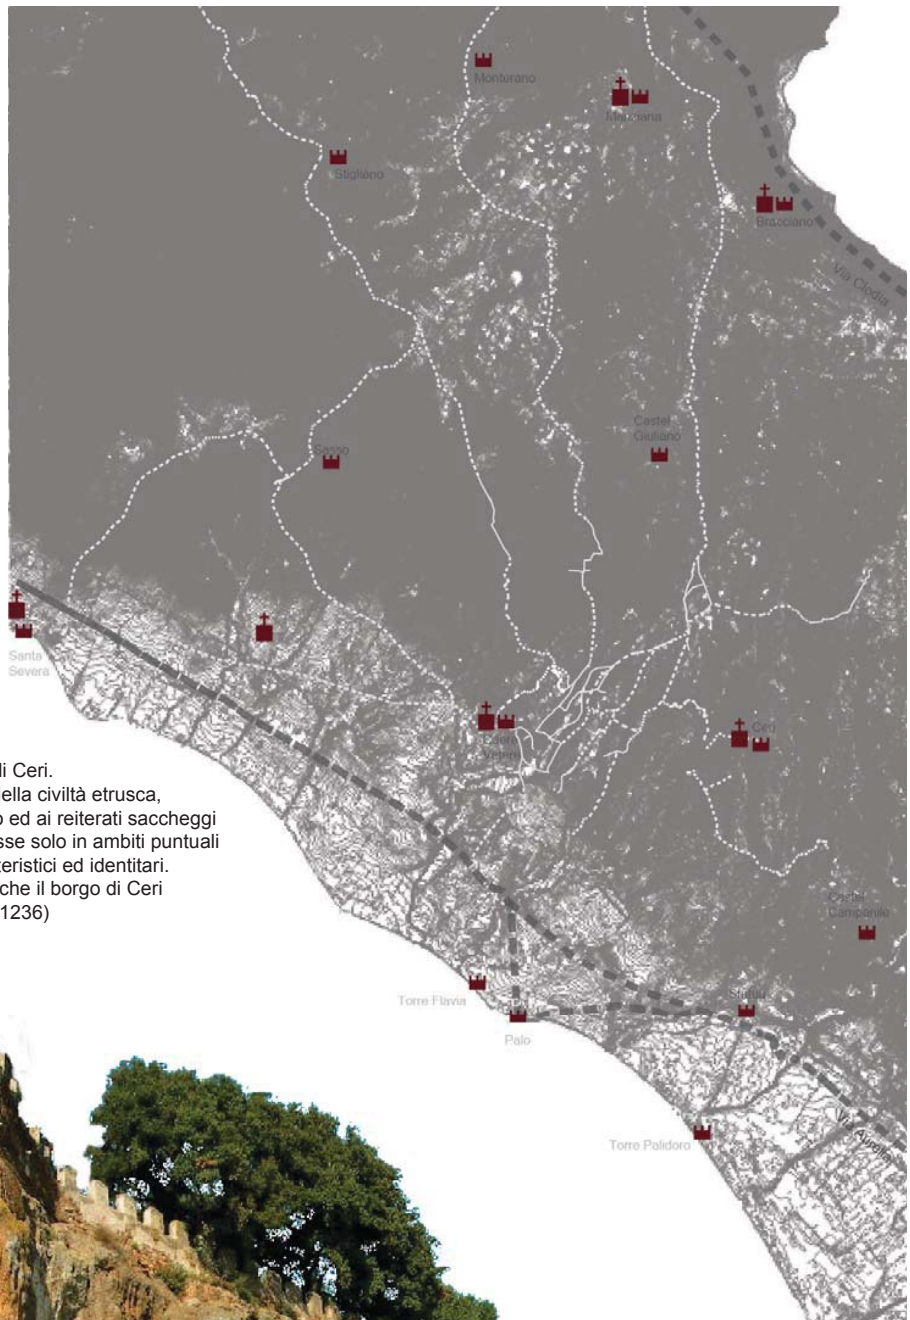 Monterano
Manziana
Stigliano
Bracciano
Via Clodia
Castel
Giuliano
Sasso
Santa
Severa
Ceri
di Ceri.
ella civiltà etrusca,
o ed ai reiterati saccheggi
sse solo in ambiti puntuali
teristici ed identitari.
che il borgo di Ceri
1236)
Castel
Campanile
Torre Flavia
Palo
Torre Palidoro
Via Aurelia